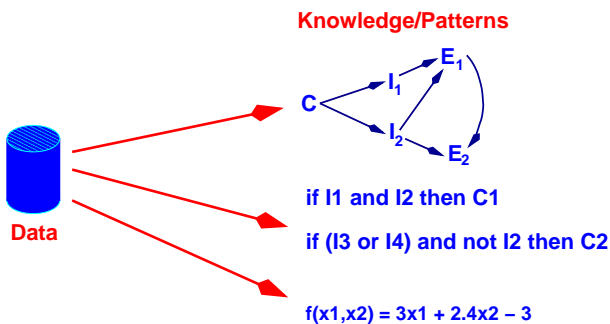 Knowledge/Patterns
E1
I1
C
I2
E2
Data
if I1 and I2 then C1
if (I3 or I4) and not I2 then C2
f(x1,x2) = 3x1 + 2.4x2 − 3